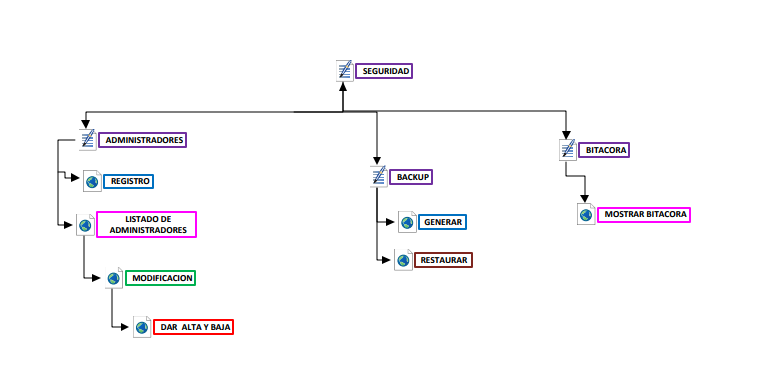 SEGURIDAD
ADMINISTRADORES
REGISTRO
LISTADO DE
ADMINISTRADORES
MODIFICACION
DAR ALTA Y BAJA
BACKUP
GENERAR
RESTAURAR
BITACORA
MOSTRAR BITACORA